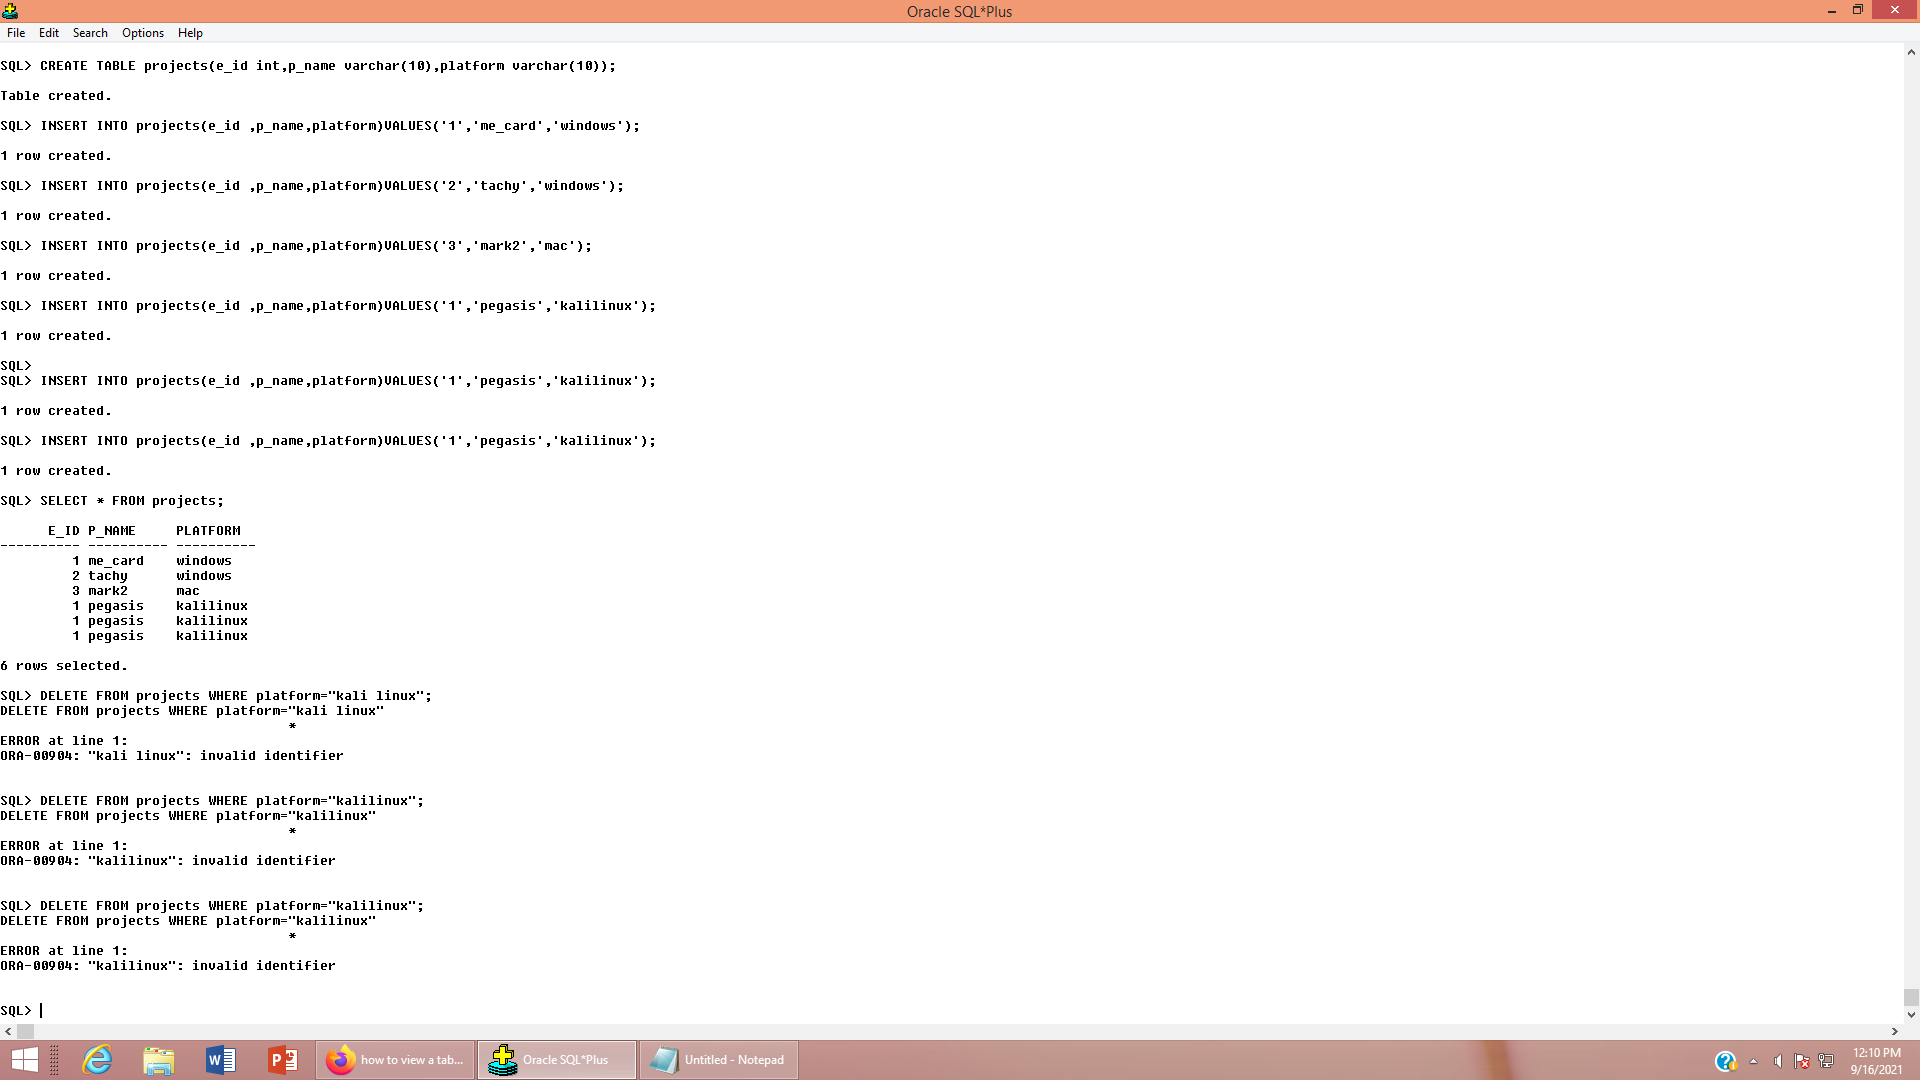 Oracle SQL*Plus
File Edit Search Options Help
SQL> CREATE TABLE projects(e_id int,p_name varchar(10),platform varchar(10));
Table created.
SQL> INSERT INTO projects(e_id ,p_name,platform)VALUES('1','me_card','windows');
1 row created.
SQL> INSERT INTO projects(e_id ,p_name,platform)VALUES('2','tachy','windows');
1 row created.
SQL> INSERT INTO projects(e_id ,p_name,platform)VALUES('3','mark2','mac');
1 row created.
SQL> INSERT INTO projects(e_id ,p_name,platform)VALUES('1','pegasis','kalilinux');
1 row created.
SQL>
SQL> INSERT INTO projects(e_id ,p_name,platform)VALUES('1','pegasis','kalilinux');
1 row created.
SQL> INSERT INTO projects(e_id ,p_name,platform)VALUES('1','pegasis','kalilinux');
1 row created.
SQL> SELECT * FROM projects;
      E_ID P_NAME     PLATFORM
---------- ---------- ----------
         1 me_card    windows
         2 tachy      windows
         3 mark2      mac
         1 pegasis    kalilinux
         1 pegasis    kalilinux
         1 pegasis    kalilinux
6 rows selected.
SQL> DELETE FROM projects WHERE platform="kali linux";
DELETE FROM projects WHERE platform="kali linux"
                                    *
ERROR at line 1:
ORA-00904: "kali linux": invalid identifier
SQL> DELETE FROM projects WHERE platform="kalilinux";
DELETE FROM projects WHERE platform="kalilinux"
                                    *
ERROR at line 1:
ORA-00904: "kalilinux": invalid identifier
SQL> DELETE FROM projects WHERE platform="kalilinux";
DELETE FROM projects WHERE platform="kalilinux"
                                    *
ERROR at line 1:
ORA-00904: "kalilinux": invalid identifier
SQL>
how to view a tab... Oracle SQL*Plus Untitled - Notepad
12:10 PM
9/16/2021